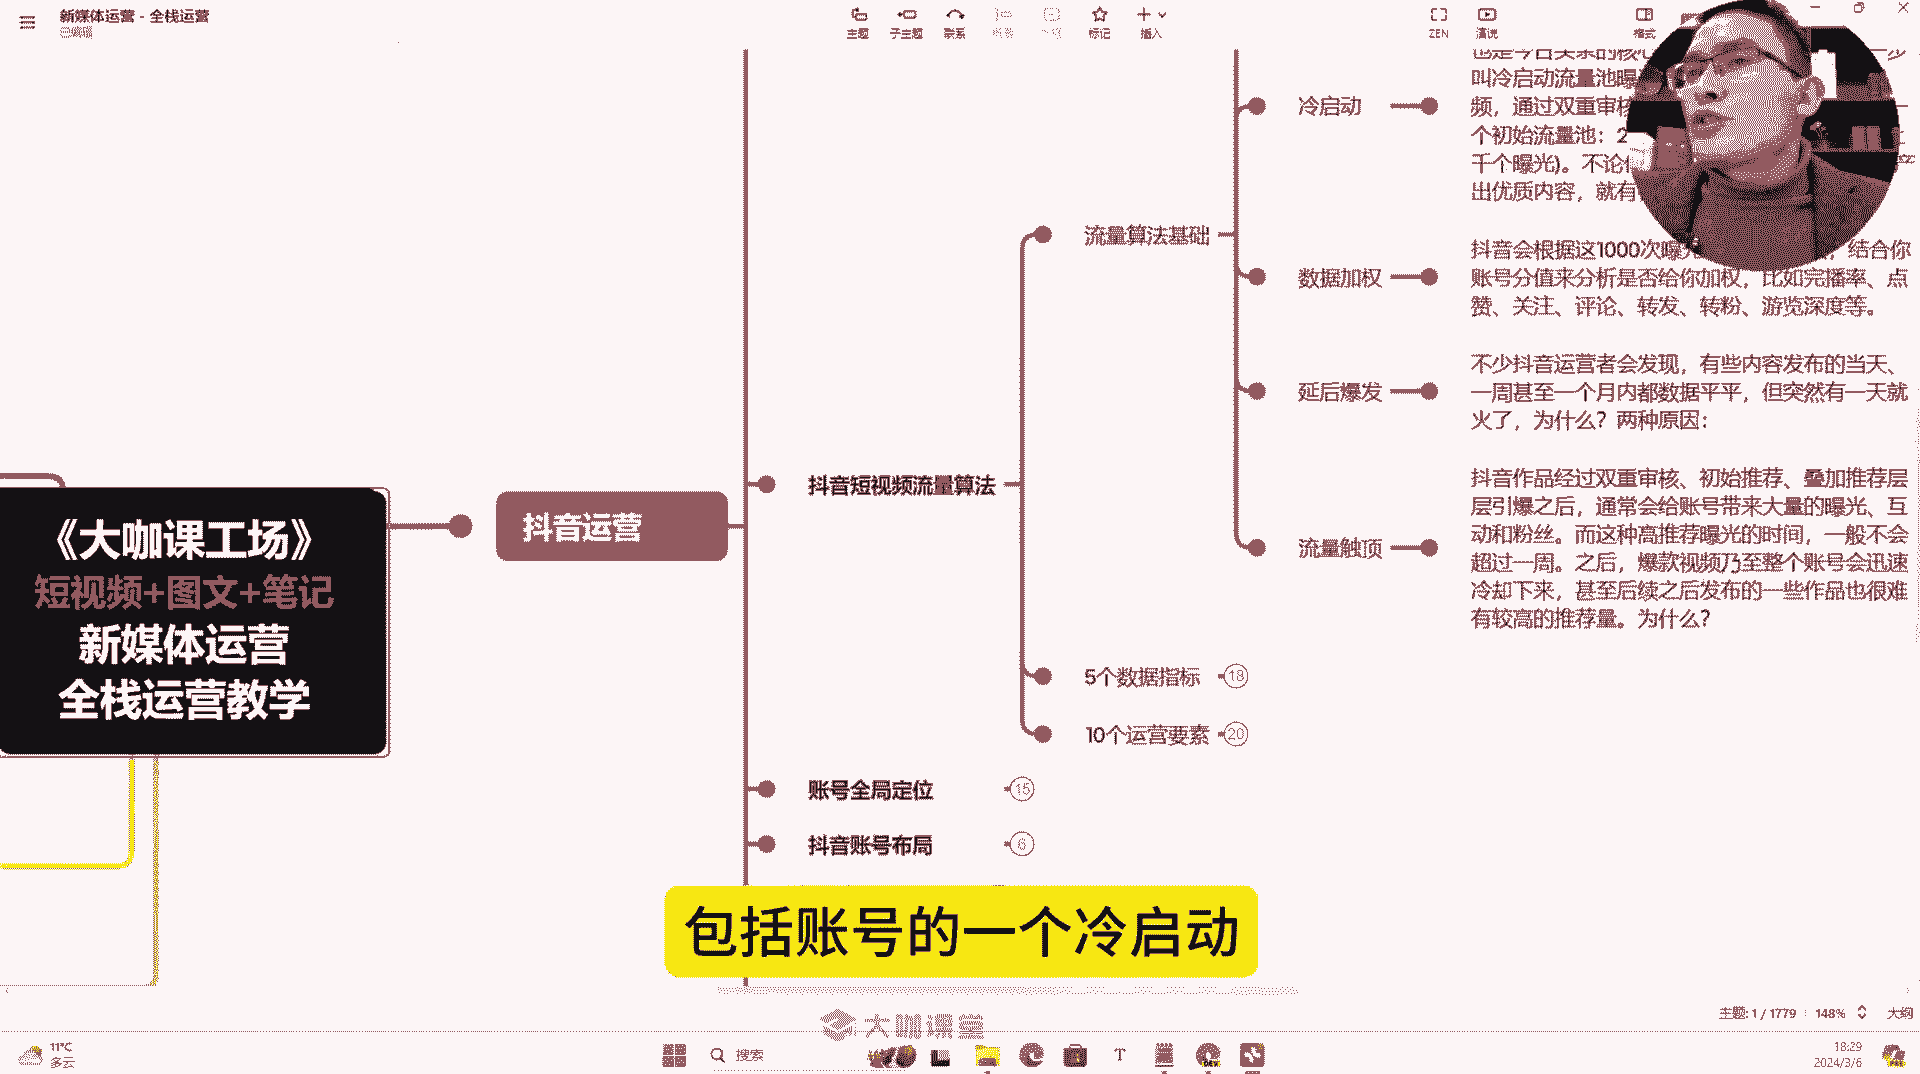 新媒体运营 - 全栈运营
已编辑
主题
子主题
联系
标记
插入
ZEN
演说
格式
也是今日头条的核心
叫冷启动流量池曝
频，通过双重审核
个初始流量池：2
千个曝光)。不论
出优质内容，就有
冷启动
流量算法基础
抖音会根据这1000次曝 结合你
账号分值来分析是否给你加权，比如完播率、点
赞、关注、评论、转发、转粉、游览深度等。
数据加权
不少抖音运营者会发现，有些内容发布的当天、
一周甚至一个月内都数据平平，但突然有一天就
火了，为什么？两种原因：
延后爆发
抖音作品经过双重审核、初始推荐、叠加推荐层
层引爆之后，通常会给账号带来大量的曝光、互
动和粉丝。而这种高推荐曝光的时间，一般不会
超过一周。之后，爆款视频乃至整个账号会迅速
冷却下来，甚至后续之后发布的一些作品也很难
有较高的推荐量。为什么？
流量触顶
抖音短视频流量算法
抖音运营
《大咖课工场》
短视频+图文+笔记
新媒体运营
全栈运营教学
5个数据指标 18
10个运营要素 20
账号全局定位 15
抖音账号布局 6
包括账号的一个冷启动
大咖课堂
主题: 1 / 1779
148%
大纲
11°C
多云
搜索
18:29
2024/3/6